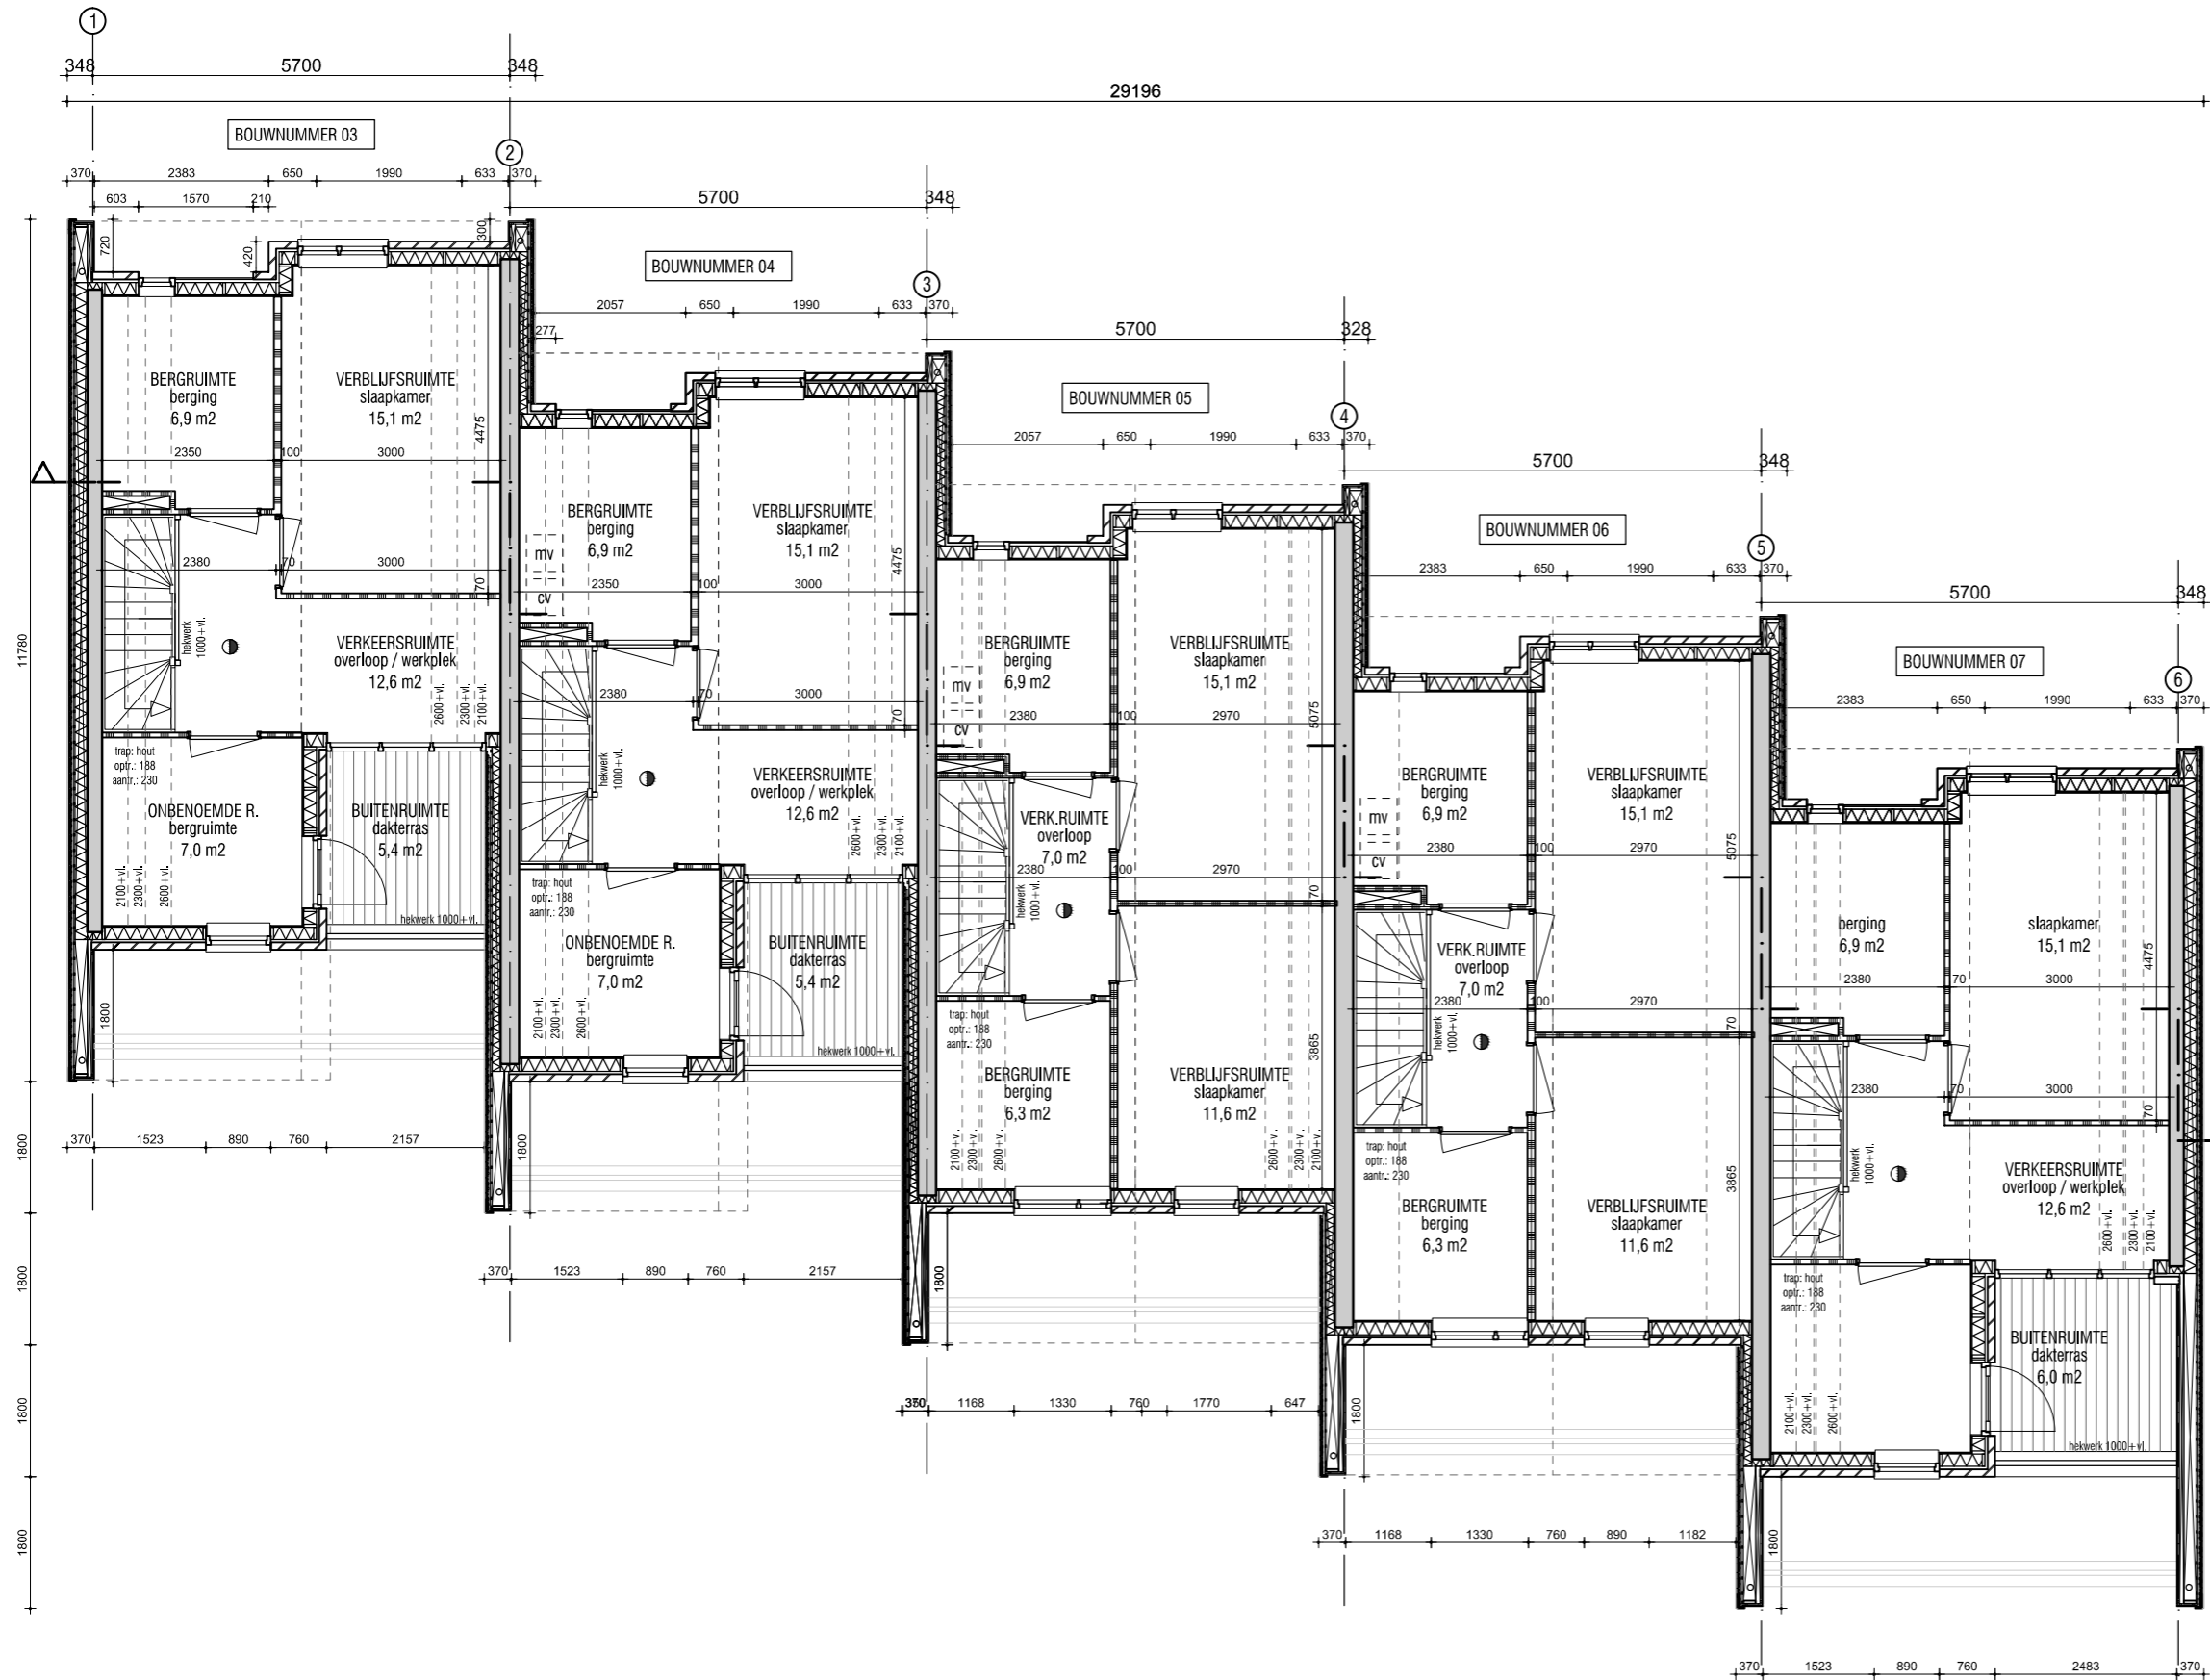 1
348 5700 348
29196
BOUWNUMMER 03
2
370 2383 650 1990 633 370
603 1570 210
5700 348
720
420
300
BOUWNUMMER 04
3
2057 650 1990 633 370
277
5700 328
BOUWNUMMER 05
4
2057 650 1990 633 370
5700 348
BOUWNUMMER 06
5
2383 650 1990 633 370
5700 348
BOUWNUMMER 07
6
2383 650 1990 633 370
BERGRUIMTE
berging
6,9 m2
VERBLIJFSRUIMTE
slaapkamer
15,1 m2
4475
2350 100 3000
2380 70 3000
70
hekwerk
1000+vl.
VERKEERSRUIMTE
overloop / werkplek
12,6 m2
2600+vl.
2300+vl.
2100+vl.
trap: hout
optr.: 188
aantr.: 230
ONBENOEMDE R.
bergruimte
7,0 m2
2100+vl.
2300+vl.
2600+vl.
BUITENRUIMTE
dakterras
5,4 m2
hekwerk 1000+vl.
1800
370 1523 890 760 2157
BERGRUIMTE
berging
6,9 m2
mv
cv
VERBLIJFSRUIMTE
slaapkamer
15,1 m2
4475
2350 100 3000
2380 70 3000
70
hekwerk
1000+vl.
VERKEERSRUIMTE
overloop / werkplek
12,6 m2
2600+vl.
2300+vl.
2100+vl.
trap: hout
optr.: 188
aantr.: 230
ONBENOEMDE R.
bergruimte
7,0 m2
2100+vl.
2300+vl.
2600+vl.
BUITENRUIMTE
dakterras
5,4 m2
hekwerk 1000+vl.
1800
370 1523 890 760 2157
BERGRUIMTE
berging
6,9 m2
mv
cv
VERBLIJFSRUIMTE
slaapkamer
15,1 m2
5075
2380 100 2970
VERK.RUIMTE
overloop
7,0 m2
2380 100 2970
70
hekwerk
1000+vl.
trap: hout
optr.: 188
aantr.: 230
BERGRUIMTE
berging
6,3 m2
2100+vl.
2300+vl.
2600+vl.
VERBLIJFSRUIMTE
slaapkamer
11,6 m2
3865
2600+vl.
2300+vl.
2100+vl.
1800
370 1168 1330 760 1770 647
BERGRUIMTE
berging
6,9 m2
mv
cv
VERBLIJFSRUIMTE
slaapkamer
15,1 m2
5075
2380 100 2970
VERK.RUIMTE
overloop
7,0 m2
2380 100 2970
70
hekwerk
1000+vl.
trap: hout
optr.: 188
aantr.: 230
BERGRUIMTE
berging
6,3 m2
VERBLIJFSRUIMTE
slaapkamer
11,6 m2
3865
1800
370 1168 1330 760 890 1182
berging
6,9 m2
slaapkamer
15,1 m2
4475
2380 70 3000
2380 70 3000
70
hekwerk
1000+vl.
VERKEERSRUIMTE
overloop / werkplek
12,6 m2
2600+vl.
2300+vl.
2100+vl.
trap: hout
optr.: 188
aantr.: 230
2100+vl.
2300+vl.
2600+vl.
BUITENRUIMTE
dakterras
6,0 m2
hekwerk 1000+vl.
1800
370 1523 890 760 2483 370
11780
1800
1800
1800
1800